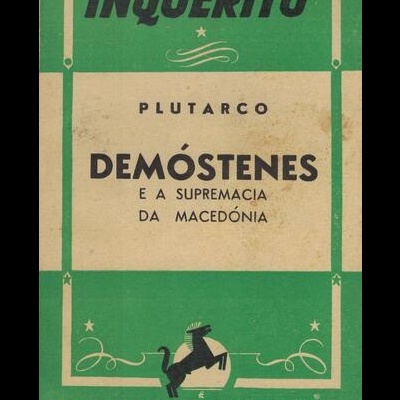 INQUÉRITO
PLUTARCO
DEMÓSTENES
E A SUPREMACIA
DA MACEDÓNIA